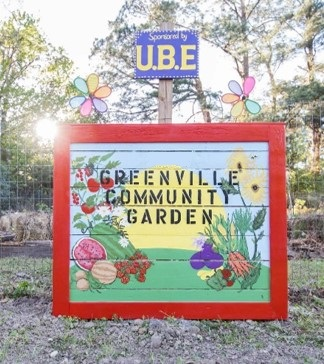 Sponsored by
U.B.E
GREENVILLE
COMMUNITY
GARDEN